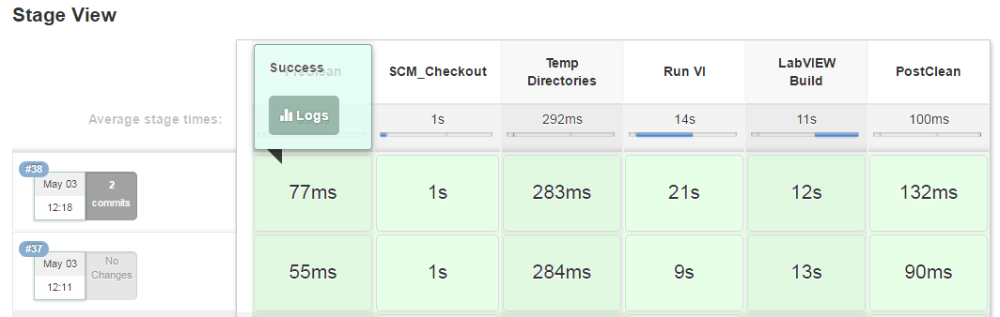 Stage View
Success
PreClean
SCM_Checkout
Temp
Directories
Run VI
LabVIEW
Build
PostClean
Logs
Average stage times:
1s
292ms
14s
11s
100ms
#38
May 03
12:18
2
commits
77ms
1s
283ms
21s
12s
132ms
#37
May 03
12:11
No
Changes
55ms
1s
284ms
9s
13s
90ms